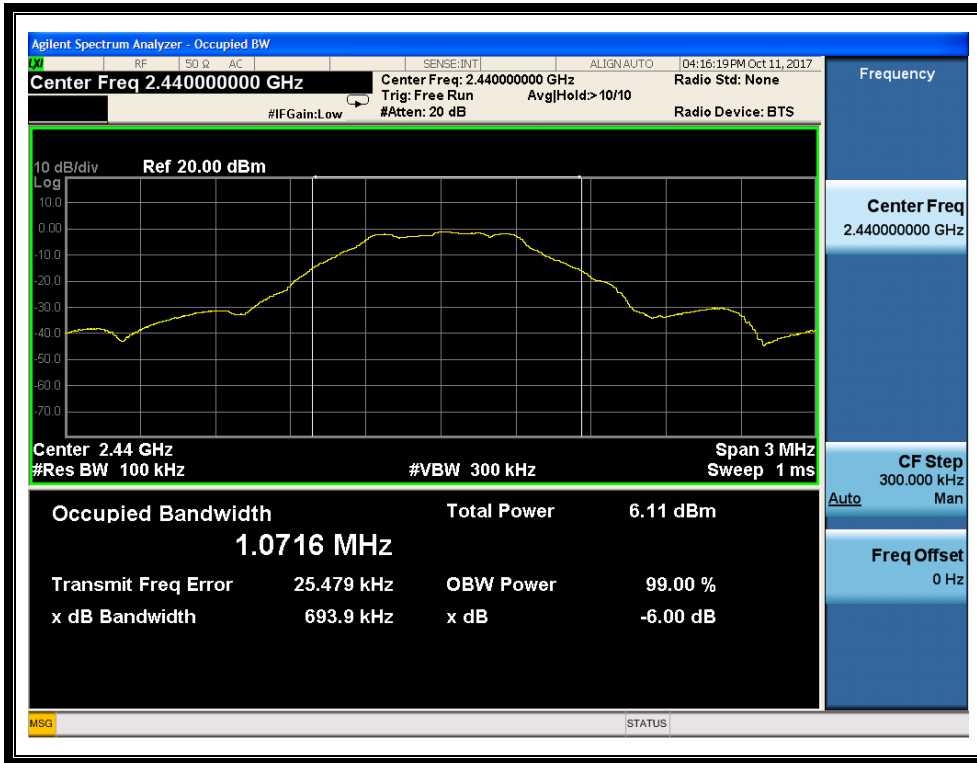 Agilent Spectrum Analyzer - Occupied BW
LXI RF 50 Ω AC SENSE:INT ALIGN AUTO 04:16:19 PM Oct 11, 2017
Center Freq 2.440000000 GHz
Center Freq: 2.440000000 GHz
Radio Std: None
Trig: Free Run Avg|Hold:>10/10
#IFGain:Low
#Atten: 20 dB
Radio Device: BTS
Frequency
10 dB/div Ref 20.00 dBm
Log
10.0
0.00
-10.0
-20.0
-30.0
-40.0
-50.0
-60.0
-70.0
Center 2.44 GHz Span 3 MHz
#Res BW 100 kHz #VBW 300 kHz Sweep 1 ms
Center Freq
2.440000000 GHz
CF Step
300.000 kHz
Auto Man
Freq Offset
0 Hz
Occupied Bandwidth
1.0716 MHz
Total Power 6.11 dBm
Transmit Freq Error 25.479 kHz OBW Power 99.00 %
x dB Bandwidth 693.9 kHz x dB -6.00 dB
MSG STATUS